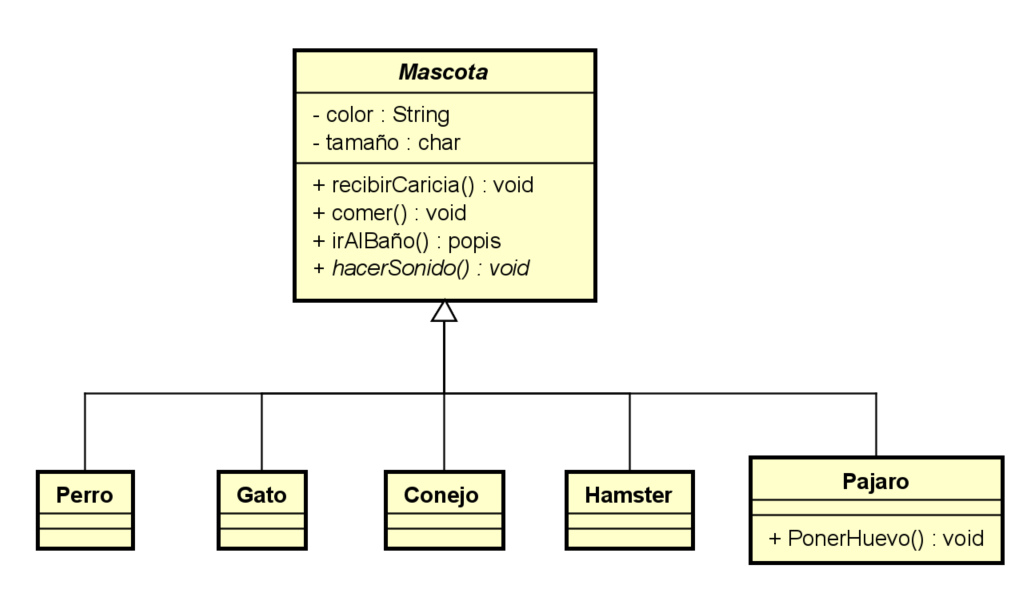 Mascota
- color : String
- tamaño : char
+ recibirCaricia() : void
+ comer() : void
+ irAlBaño() : popis
+ hacerSonido() : void
Perro
Gato
Conejo
Hamster
Pajaro
+ PonerHuevo() : void